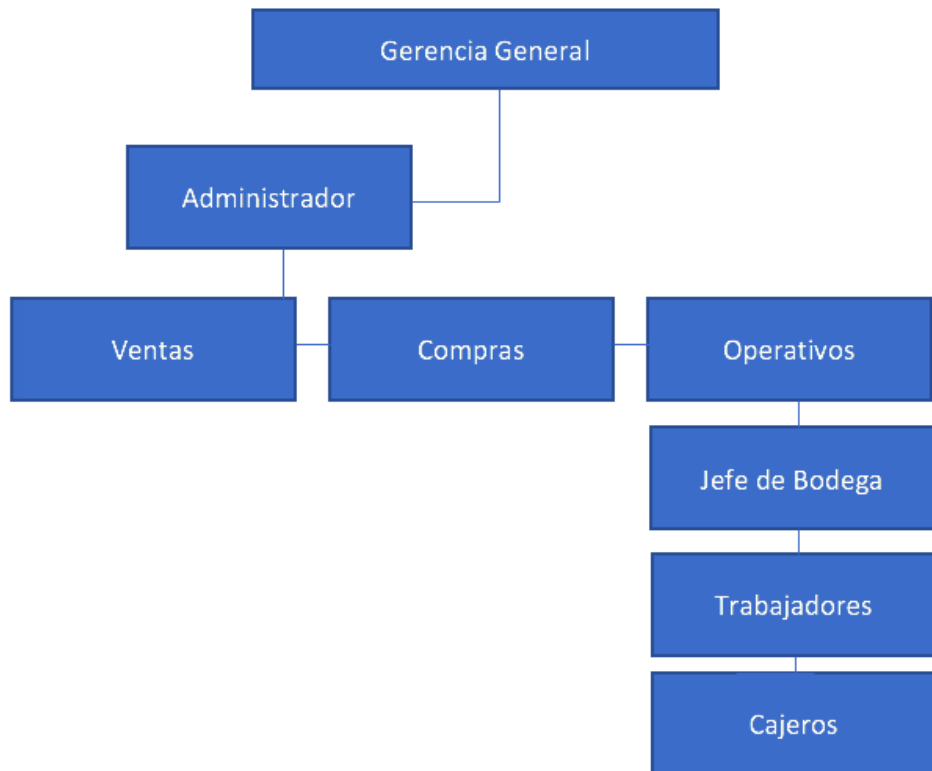 Gerencia General
Administrador
Ventas
Compras
Operativos
Jefe de Bodega
Trabajadores
Cajeros